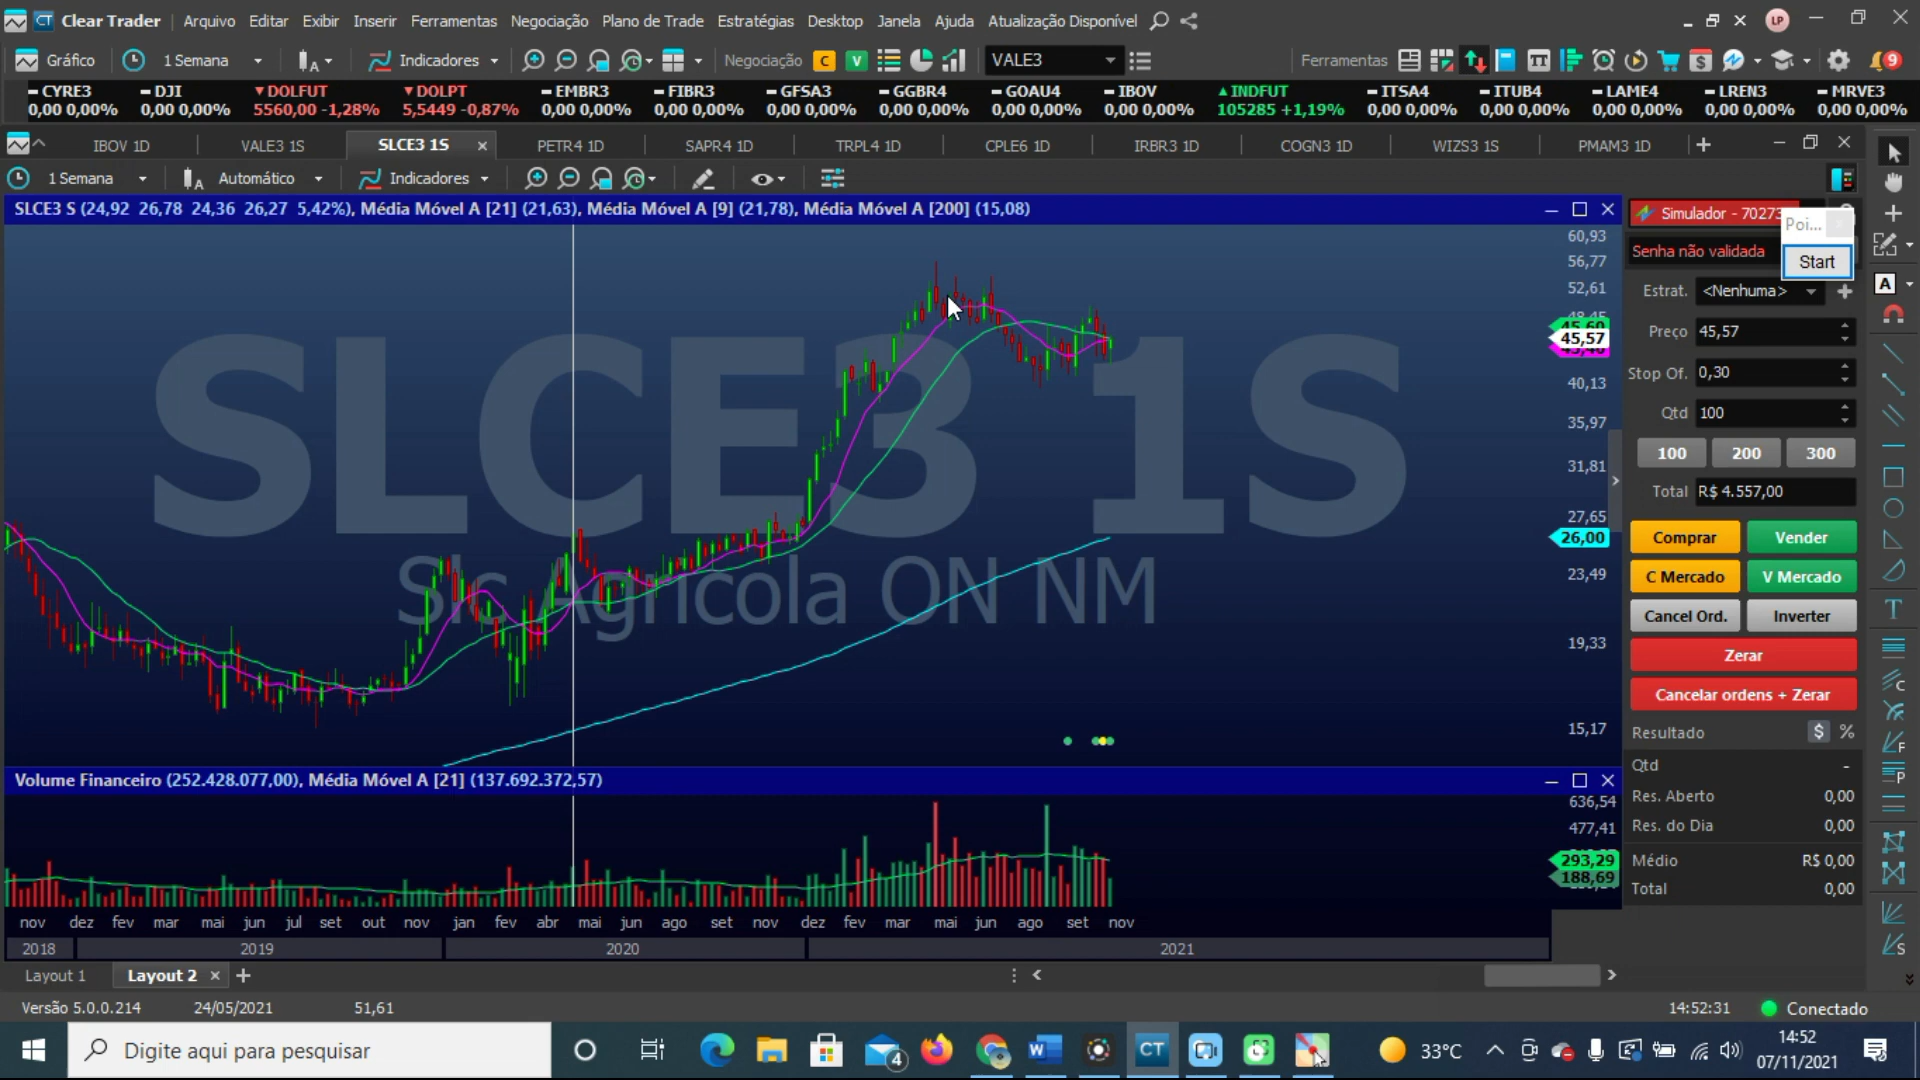 CT Clear Trader Arquivo Editar Exibir Inserir Ferramentas Negociação Plano de Trade Estratégias Desktop Janela Ajuda Atualização Disponível LP
Gráfico 1 Semana Indicadores Negociação C V VALE3 Ferramentas 9
CYRE3 DJI DOLFUT DOLPT EMBR3 FIBR3 GFSA3 GGBR4 GOAU4 IBOV INDFUT ITSA4 ITUB4 LAME4 LREN3 MRVE3
0,00 0,00% 0,00 0,00% 5560,00 -1,28% 5,5449 -0,87% 0,00 0,00% 0,00 0,00% 0,00 0,00% 0,00 0,00% 0,00 0,00% 0,00 0,00% 105285 +1,19% 0,00 0,00% 0,00 0,00% 0,00 0,00% 0,00 0,00% 0,00 0,00%
IBOV 1D VALE3 1S SLCE3 1S PETR4 1D SAPR4 1D TRPL4 1D CPLE6 1D IRBR3 1D COGN3 1D WIZS3 1S PMAM3 1D
1 Semana Automático Indicadores
SLCE3 S (24,92 26,78 24,36 26,27 5,42%), Média Móvel A [21] (21,63), Média Móvel A [9] (21,78), Média Móvel A [200] (15,08)
SLCE3 1S
Slc Agricola ON NM
60,93
56,77
52,61
45,60
45,57
40,13
35,97
31,81
27,65
26,00
23,49
19,33
15,17
Simulador - 70273
Poi...
Senha não validada
Start
Estrat. <Nenhuma>
Preço 45,57
Stop Of. 0,30
Qtd 100
100 200 300
Total R$ 4.557,00
Comprar Vender
C Mercado V Mercado
Cancel Ord. Inverter
Zerar
Cancelar ordens + Zerar
Resultado $ %
Qtd -
Res. Aberto 0,00
Res. do Dia 0,00
Médio R$ 0,00
Total 0,00
Volume Financeiro (252.428.077,00), Média Móvel A [21] (137.692.372,57)
636,54
477,41
293,29
188,69
nov dez fev mar mai jun jul set out nov jan fev abr mai jun ago set nov dez fev mar mai jun ago set nov
2018 2019 2020 2021
Layout 1 Layout 2
Versão 5.0.0.214 24/05/2021 51,61 14:52:31 Conectado
Digite aqui para pesquisar 4 CT 33°C 14:52
07/11/2021